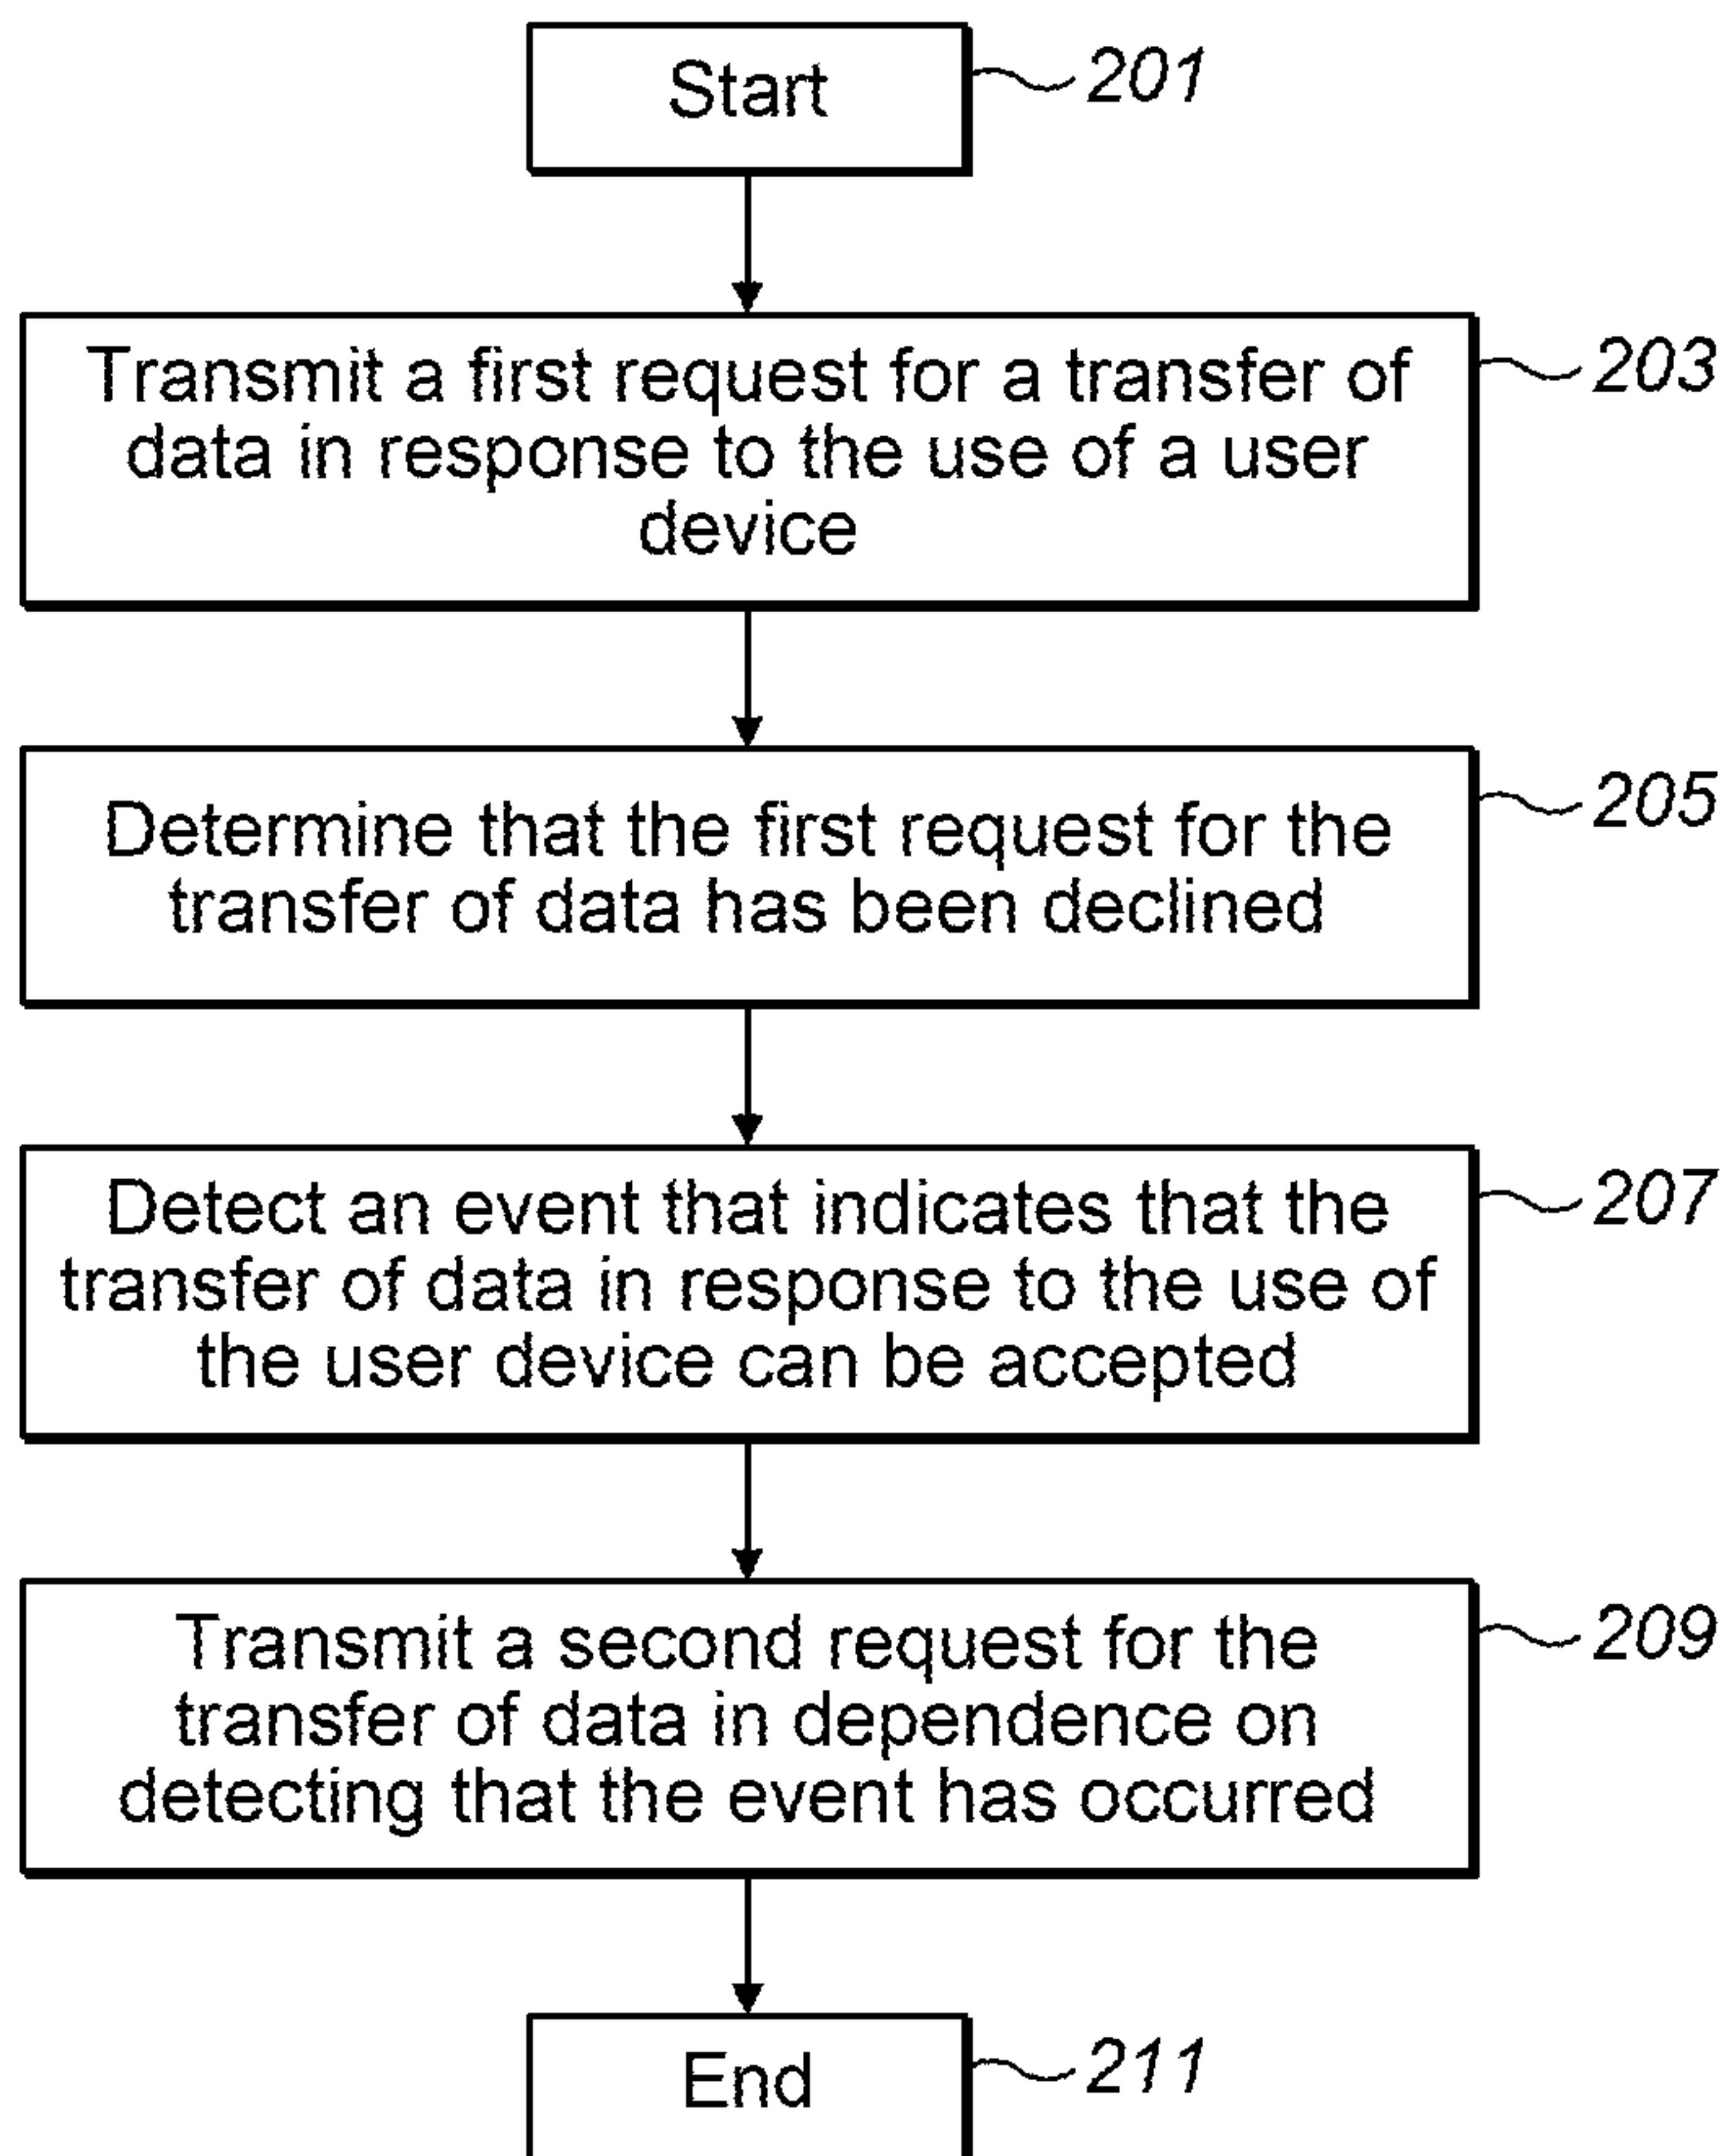 Start
201
Transmit a first request for a transfer of
data in response to the use of a user
device
203
Determine that the first request for the
transfer of data has been declined
205
Detect an event that indicates that the
transfer of data in response to the use of
the user device can be accepted
207
Transmit a second request for the
transfer of data in dependence on
detecting that the event has occurred
209
End
211